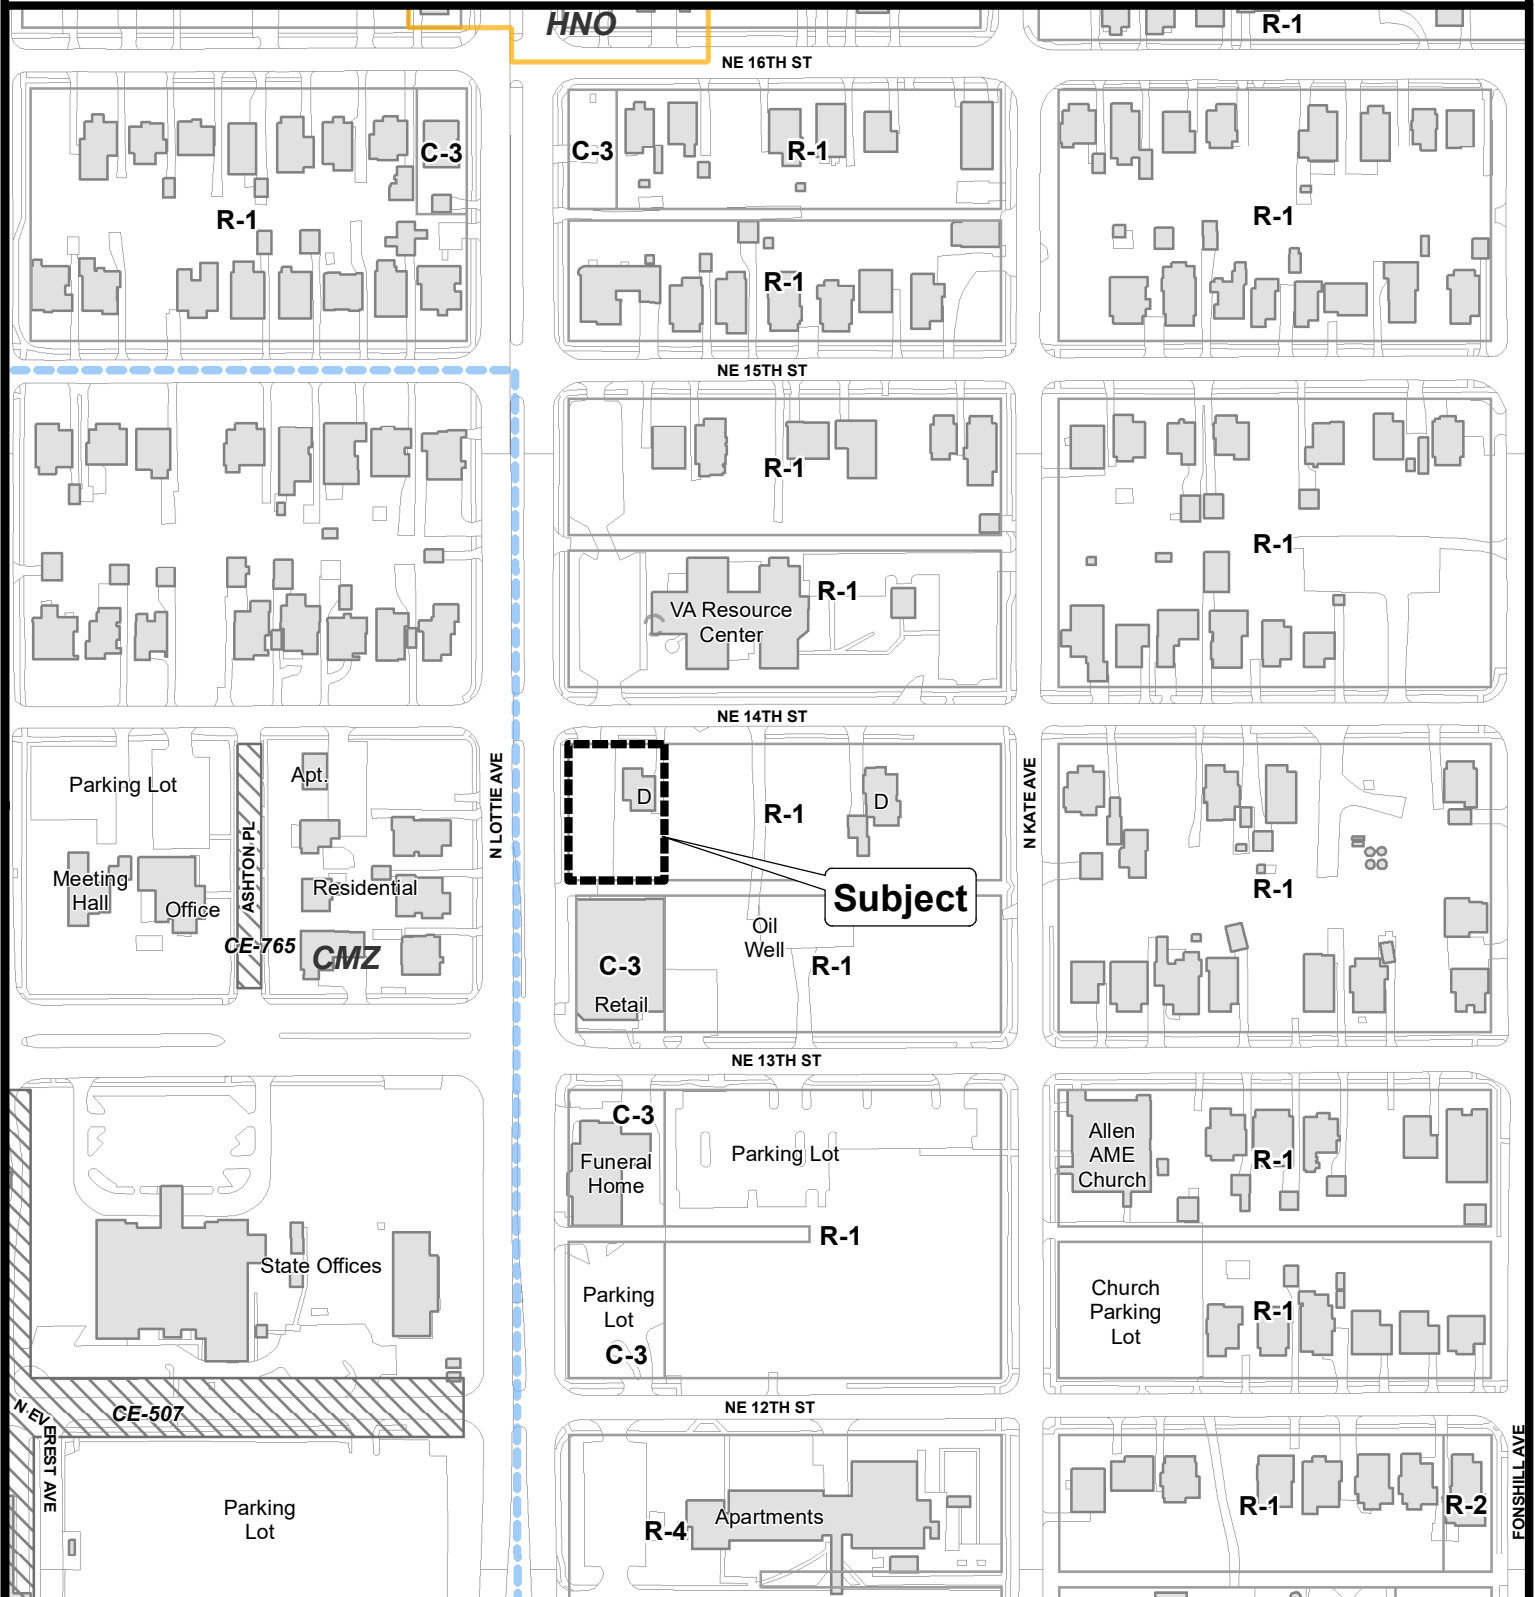 HNO
R-1
NE 16TH ST
C-3
C-3
R-1
R-1
R-1
R-1
NE 15TH ST
R-1
R-1
R-1
VA Resource
Center
NE 14TH ST
N LOTTIE AVE
N KATE AVE
Parking Lot
Apt.
D
D
R-1
ASHTON PL
Meeting
Hall
Office
Residential
Subject
R-1
CE-765
CMZ
Oil
Well
C-3
R-1
Retail
NE 13TH ST
C-3
Funeral
Home
Parking Lot
Allen
AME
Church
R-1
R-1
State Offices
Parking
Lot
C-3
Church
Parking
Lot
R-1
CE-507
NE 12TH ST
N EVEREST AVE
FONSHILL AVE
Parking
Lot
R-4
Apartments
R-1
R-2